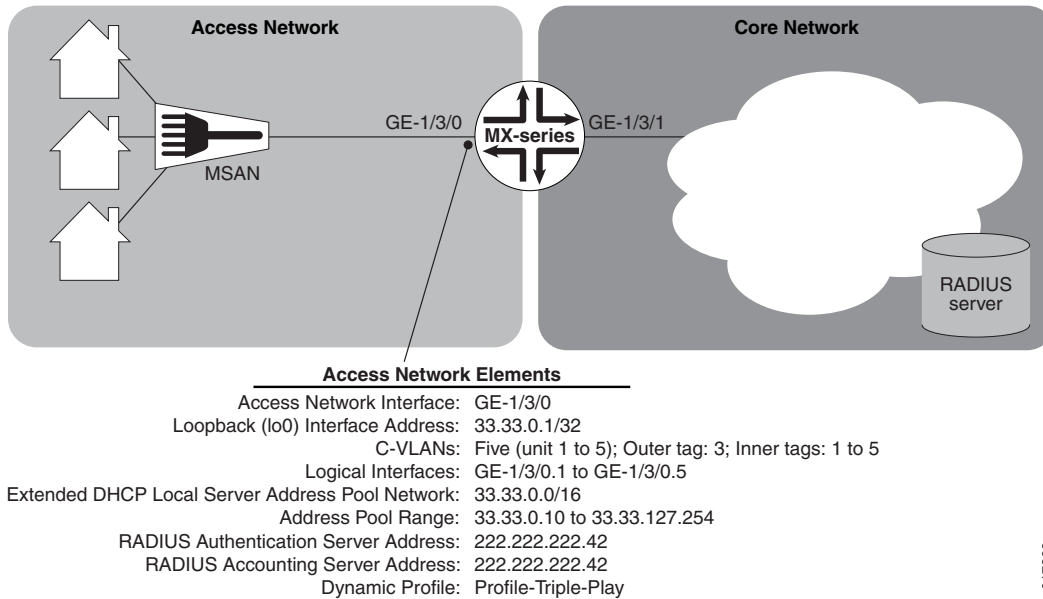 Access Network
Core Network
GE-1/3/0
MX-series
GE-1/3/1
MSAN
RADIUS
server
Access Network Elements
Access Network Interface: GE-1/3/0
Loopback (lo0) Interface Address: 33.33.0.1/32
C-VLANs: Five (unit 1 to 5); Outer tag: 3; Inner tags: 1 to 5
Logical Interfaces: GE-1/3/0.1 to GE-1/3/0.5
Extended DHCP Local Server Address Pool Network: 33.33.0.0/16
Address Pool Range: 33.33.0.10 to 33.33.127.254
RADIUS Authentication Server Address: 222.222.222.42
RADIUS Accounting Server Address: 222.222.222.42
Dynamic Profile: Profile-Triple-Play